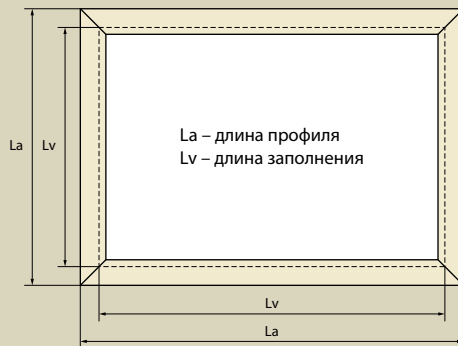 La
Lv
La – длина профиля
Lv – длина заполнения
Lv
La